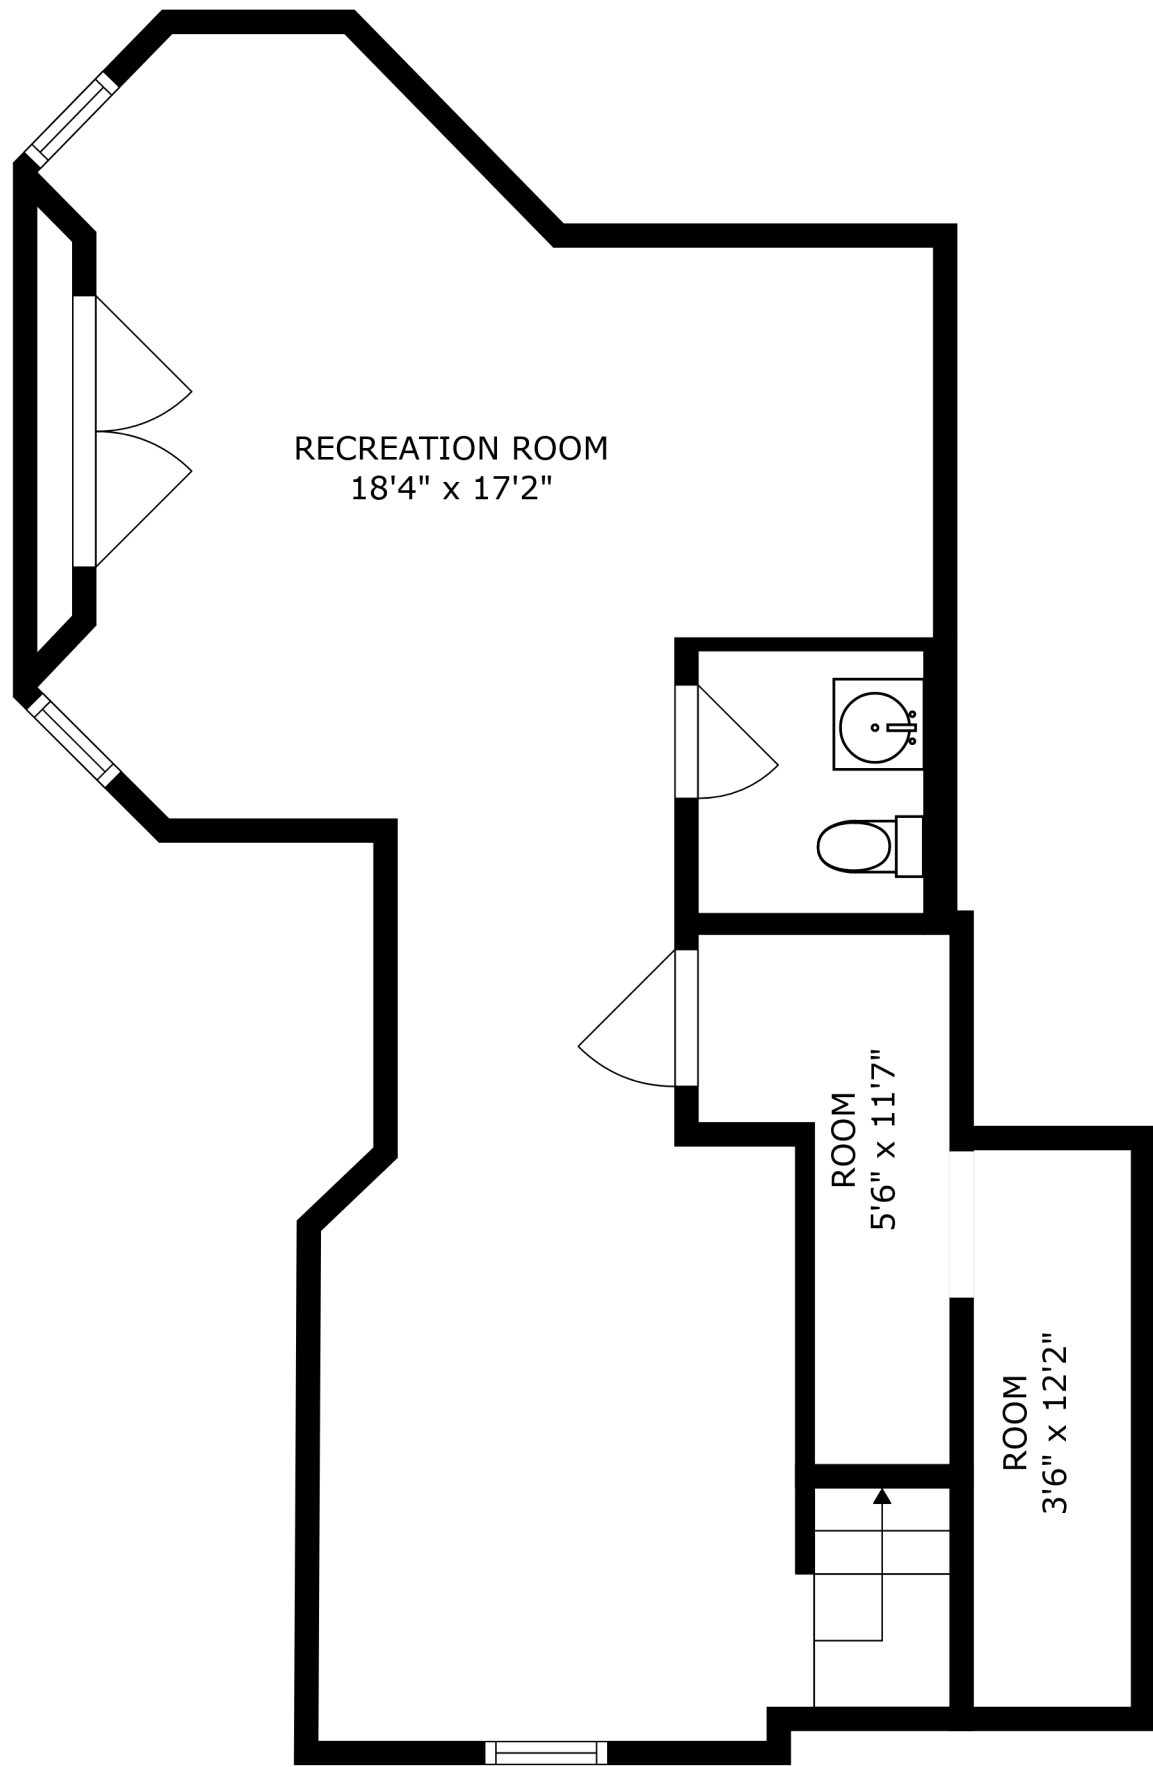 RECREATION ROOM
18'4" x 17'2"
ROOM
5'6" x 11'7"
ROOM
3'6" x 12'2"